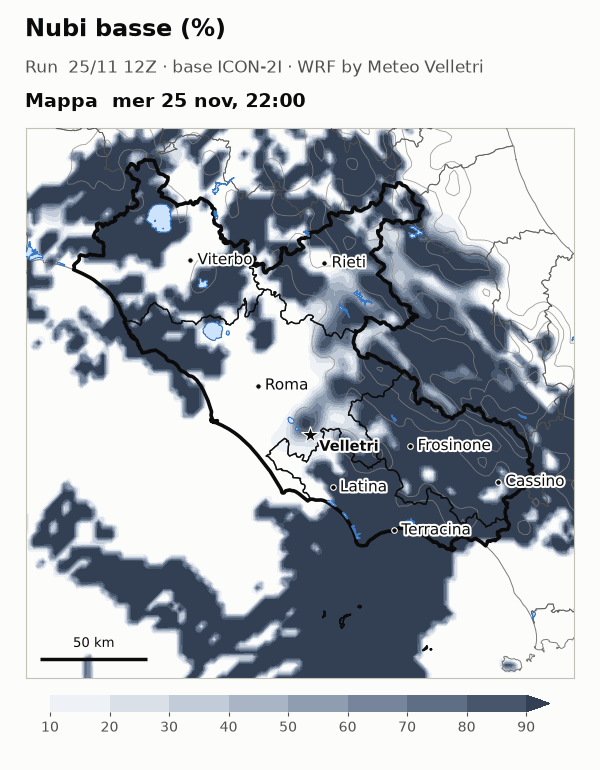 Nubi basse (%)
Run  25/11 12Z · base ICON-2I · WRF by Meteo Velletri
Mappa  mer 25 nov, 22:00
Viterbo
Rieti
Roma
Velletri
Frosinone
Cassino
Latina
Terracina
50 km
10 20 30 40 50 60 70 80 90